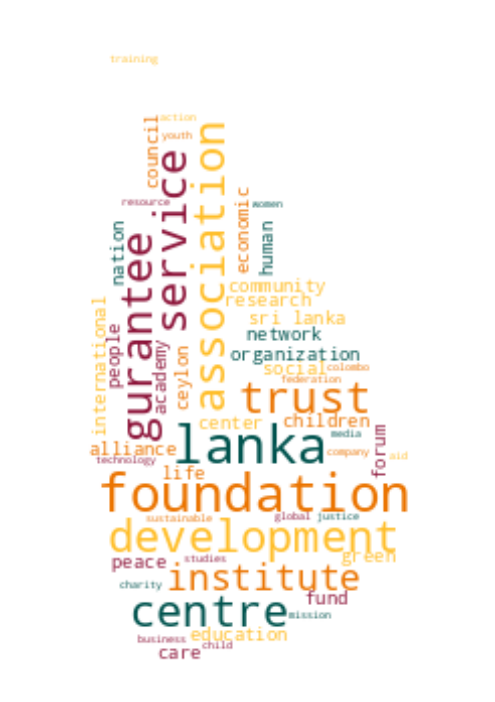 training
action
youth
council
service
association
resource
women
economic
human
nation
gurantee
community
research
international
sri lanka
people
network
academy
ceylon
organization
social
colombo
federation
trust
center
children
lanka
media
forum
alliance
company
aid
technology
life
foundation
sustainable
global
justice
development
green
peace
studies
institute
charity
fund
centre
mission
education
business
child
care